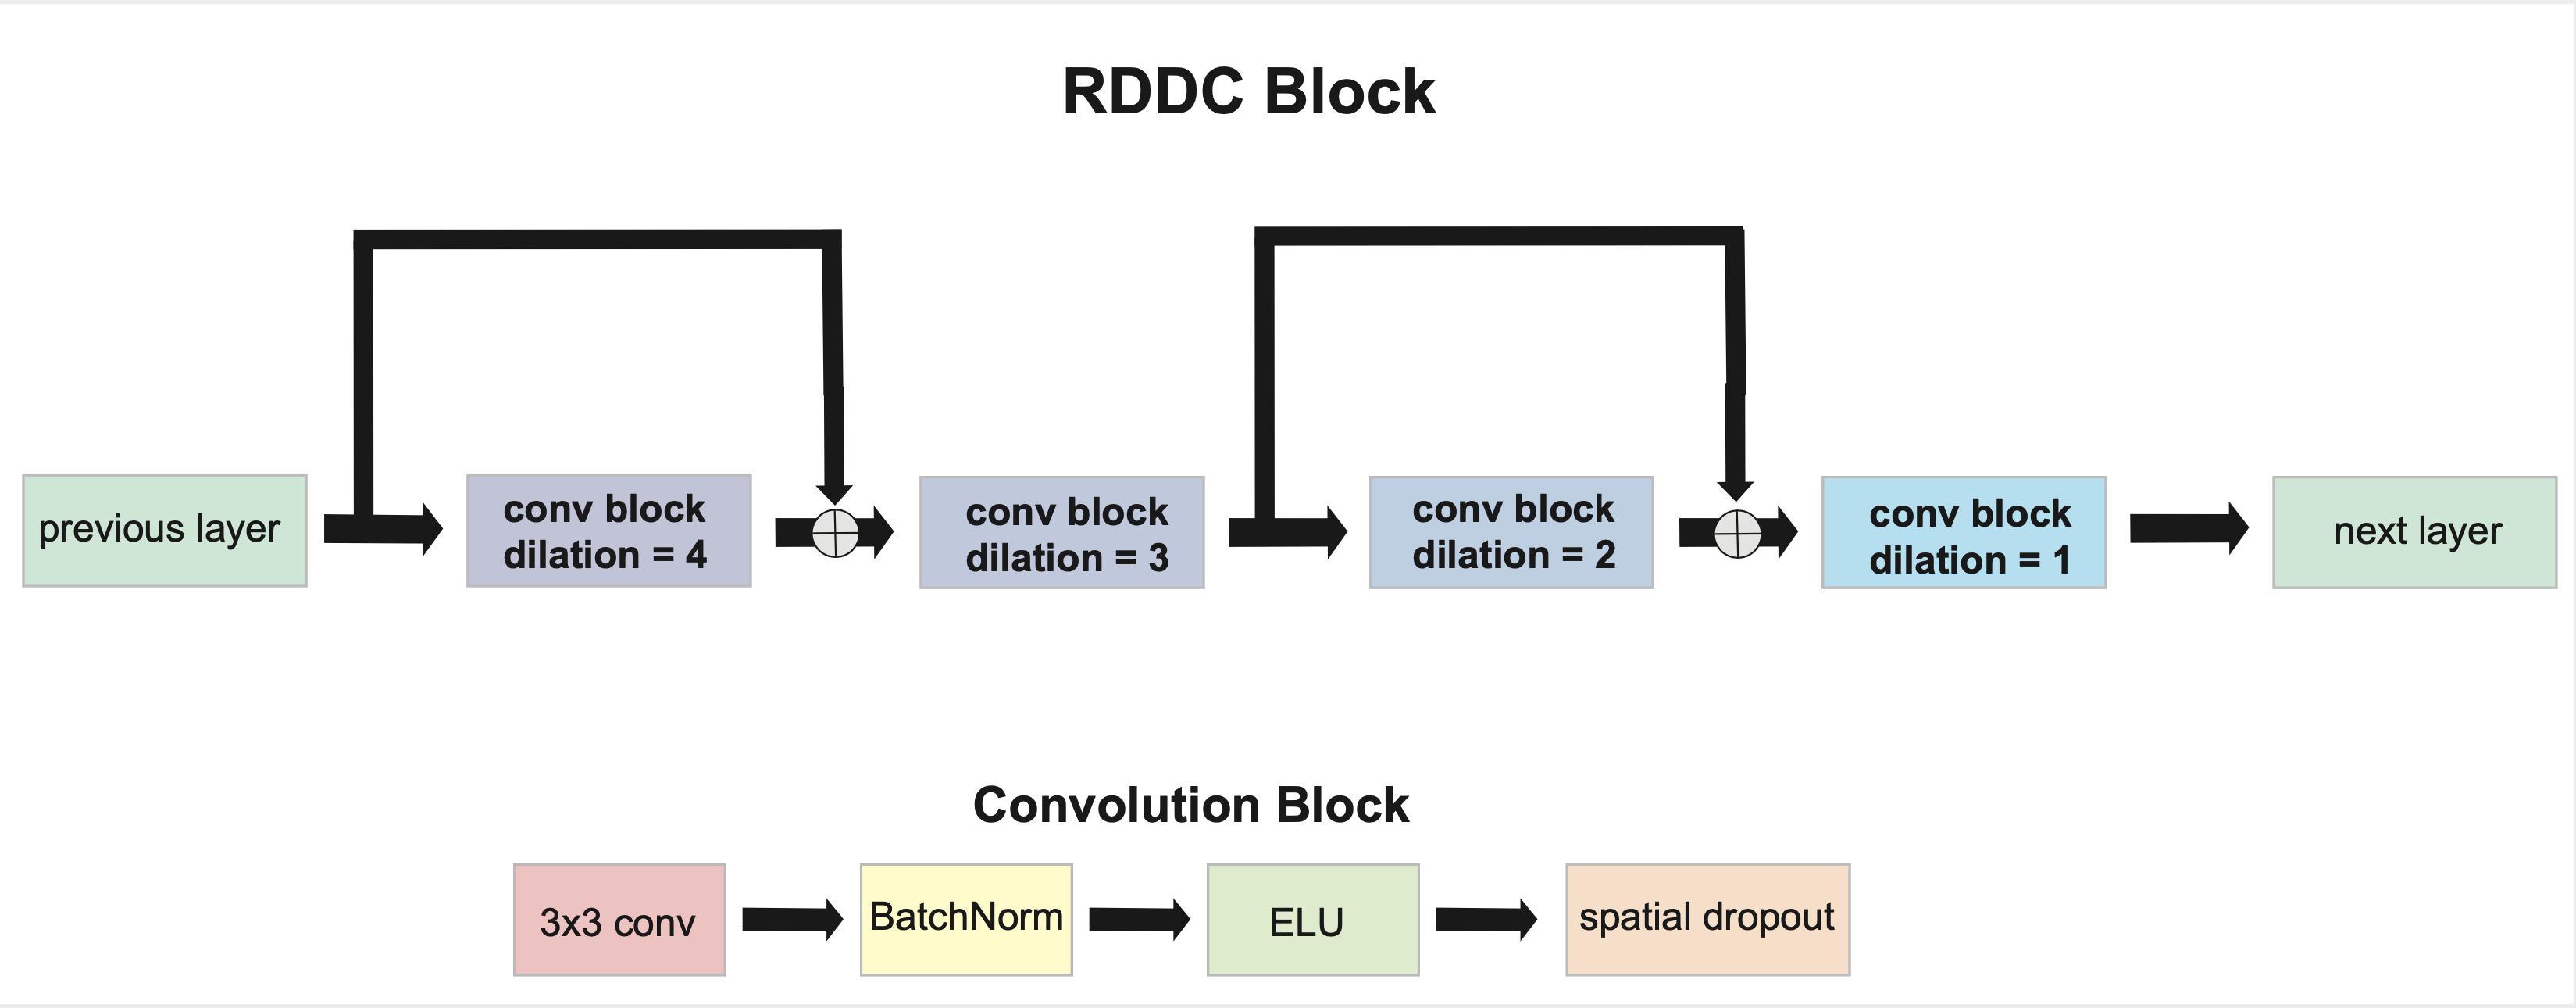 RDDC Block
previous layer
conv block
dilation = 4
conv block
dilation = 3
conv block
dilation = 2
conv block
dilation = 1
next layer
Convolution Block
3x3 conv
BatchNorm
ELU
spatial dropout